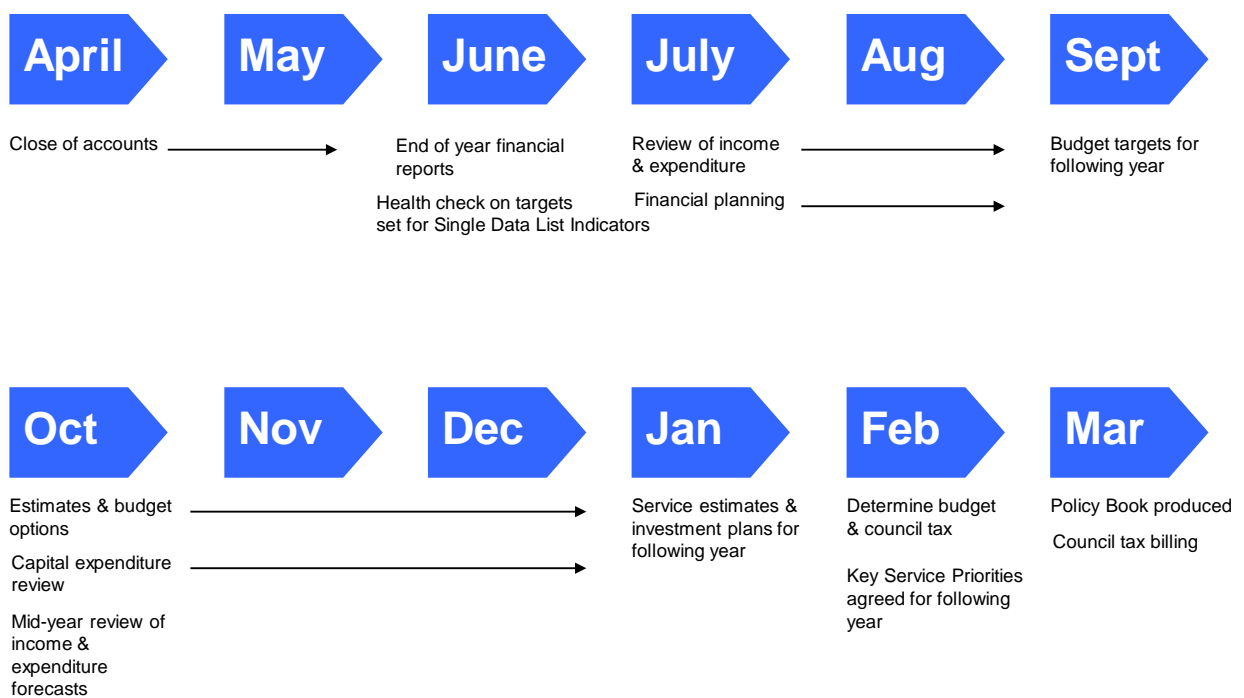 April
May
June
July
Aug
Sept
Close of accounts
End of year financial
reports
Health check on targets
set for Single Data List Indicators
Review of income
& expenditure
Financial planning
Budget targets for
following year
Oct
Nov
Dec
Jan
Feb
Mar
Estimates & budget
options
Capital expenditure
review
Mid-year review of
income &
expenditure
forecasts
Service estimates &
investment plans for
following year
Determine budget
& council tax
Key Service Priorities
agreed for following
year
Policy Book produced
Council tax billing